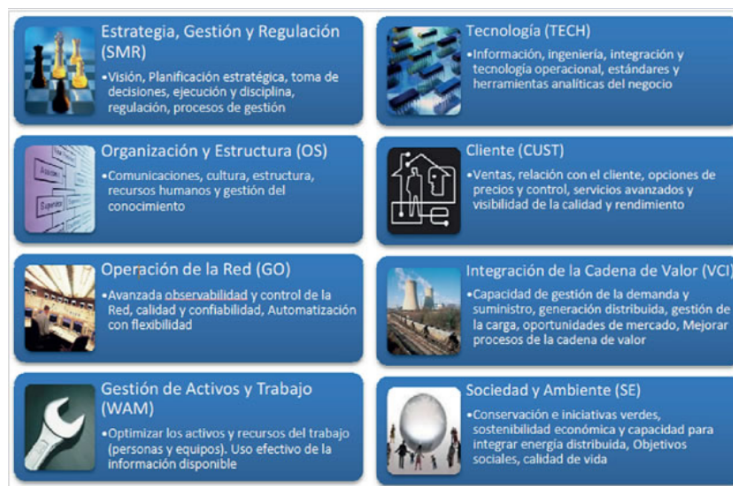 Estrategia, Gestión y Regulación
(SMR)
•Visión, Planificación estratégica, toma de
decisiones, ejecución y disciplina,
regulación, procesos de gestión
Tecnología (TECH)
•Información, ingeniería, integración y
tecnología operacional, estándares y
herramientas analíticas del negocio
Organización y Estructura (OS)
•Comunicaciones, cultura, estructura,
recursos humanos y gestión del
conocimiento
Cliente (CUST)
•Ventas, relación con el cliente, opciones de
precios y control, servicios avanzados y
visibilidad de la calidad y rendimiento
Operación de la Red (GO)
•Avanzada observabilidad y control de la
Red, calidad y confiabilidad, Automatización
con flexibilidad
Integración de la Cadena de Valor (VCI)
•Capacidad de gestión de la demanda y
suministro, generación distribuida, gestión de
la carga, oportunidades de mercado, Mejorar
procesos de la cadena de valor
Gestión de Activos y Trabajo
(WAM)
•Optimizar los activos y recursos del trabajo
(personas y equipos). Uso efectivo de la
información disponible
Sociedad y Ambiente (SE)
•Conservación e iniciativas verdes,
sostenibilidad económica y capacidad para
integrar energía distribuida, Objetivos
sociales, calidad de vida